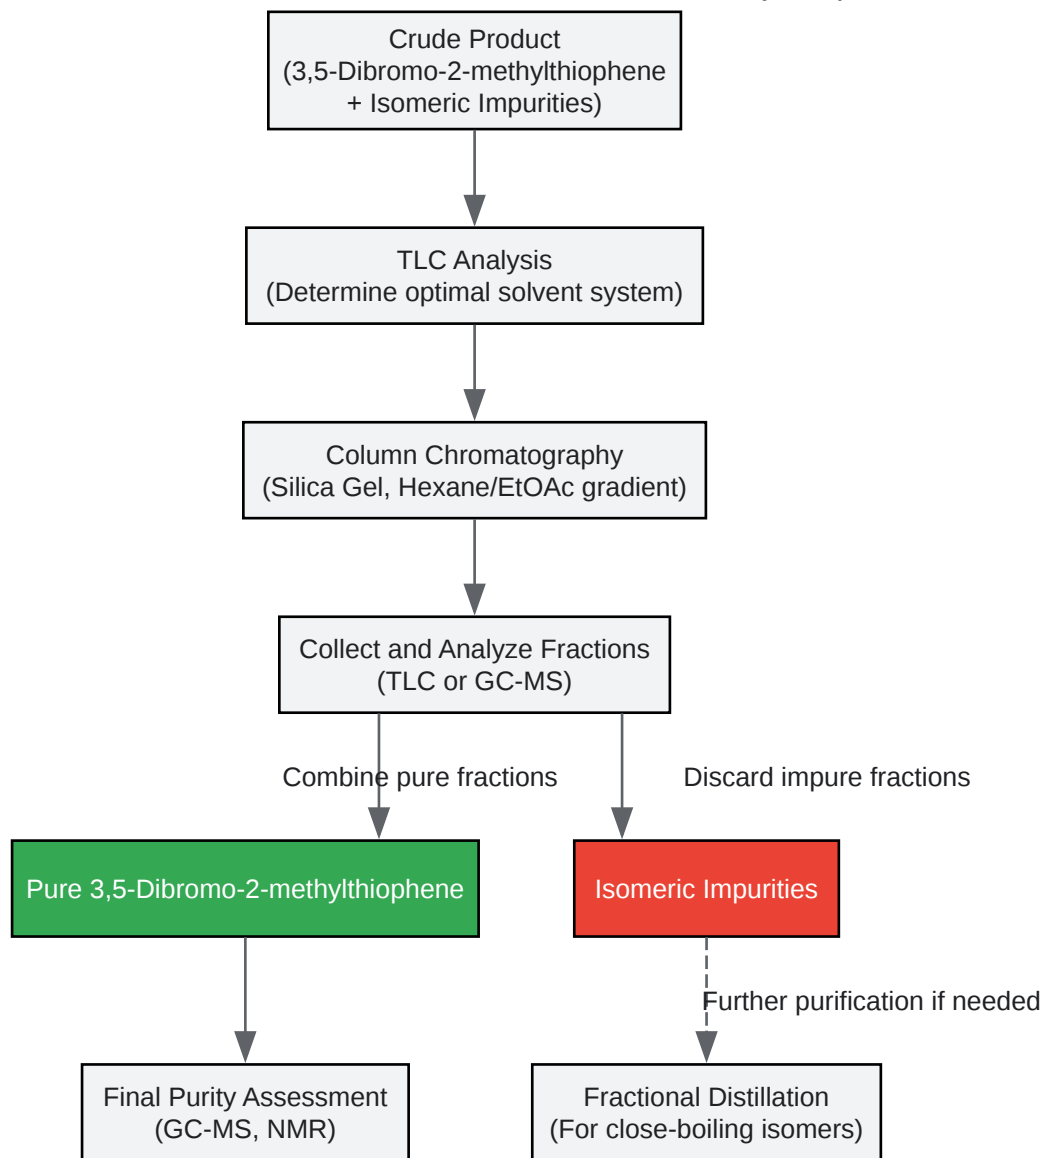 Crude Product
(3,5-Dibromo-2-methylthiophene
+ Isomeric Impurities)
TLC Analysis
(Determine optimal solvent system)
Column Chromatography
(Silica Gel, Hexane/EtOAc gradient)
Collect and Analyze Fractions
(TLC or GC-MS)
Combine pure fractions
Discard impure fractions
Pure 3,5-Dibromo-2-methylthiophene
Isomeric Impurities
Further purification if needed
Final Purity Assessment
(GC-MS, NMR)
Fractional Distillation
(For close-boiling isomers)